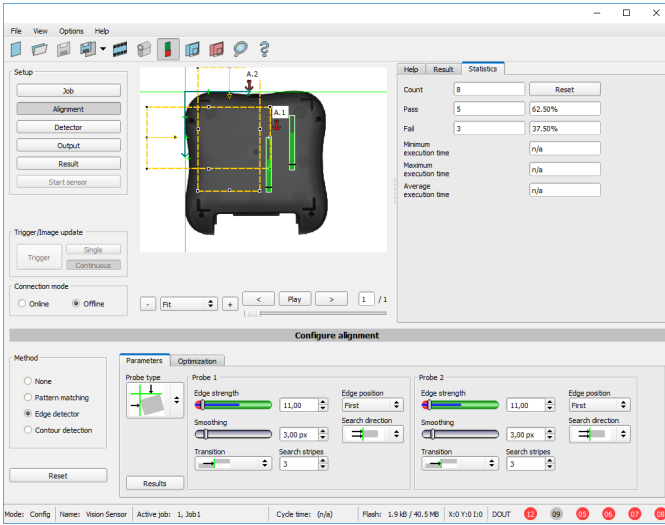 File View Options Help
Setup
Job
Alignment
Detector
Output
Result
Start sensor
Trigger/Image update
Trigger
Single
Continuous
Connection mode
Online Offline
A.2
A.1
- Fit + < Play > 1 / 1
Help Result Statistics
Count 8 Reset
Pass 5 62.50%
Fail 3 37.50%
Minimum
execution time n/a
Maximum
execution time n/a
Average
execution time n/a
Configure alignment
Method
None
Pattern matching
Edge detector
Contour detection
Reset
Parameters Optimization
Probe type
Results
Probe 1
Edge strength
11,00
Edge position
First
Smoothing
3,00 px
Search direction
Transition
Search stripes
3
Probe 2
Edge strength
11,00
Edge position
First
Smoothing
3,00 px
Search direction
Transition
Search stripes
3
Mode: Config Name: Vision Sensor Active job: 1, Job1 Cycle time: (n/a) Flash: 1.9 kB / 40.5 MB X:0 Y:0 I:0 DOUT 12 09 05 06 07 08